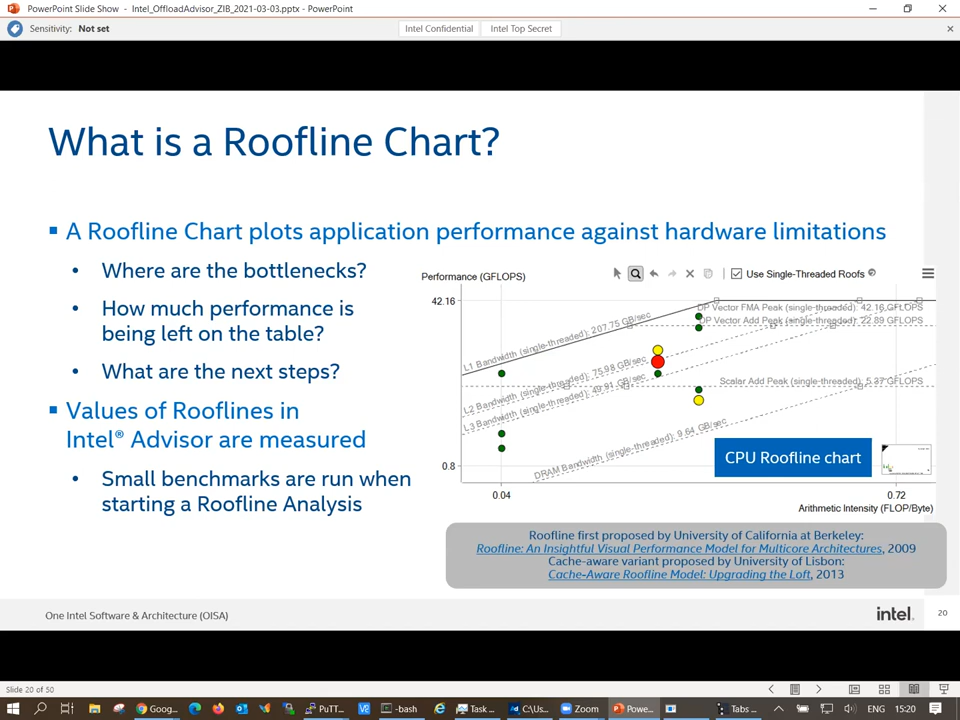 PowerPoint Slide Show - Intel_OffloadAdvisor_ZIB_2021-03-03.pptx - PowerPoint
Sensitivity: Not set
Intel Confidential
Intel Top Secret
What is a Roofline Chart?
A Roofline Chart plots application performance against hardware limitations
Where are the bottlenecks?
How much performance is
being left on the table?
What are the next steps?
Values of Rooflines in
Intel® Advisor are measured
Small benchmarks are run when
starting a Roofline Analysis
Performance (GFLOPS)
Use Single-Threaded Roofs
42.16
DP Vector FMA Peak (single-threaded): 42.16 GFLOPS
DP Vector Add Peak (single-threaded): 22.89 GFLOPS
L1 Bandwidth (single-threaded): 207.75 GB/sec
L2 Bandwidth (single-threaded): 75.98 GB/sec
L3 Bandwidth (single-threaded): 49.91 GB/sec
Scalar Add Peak (single-threaded): 5.37 GFLOPS
DRAM Bandwidth (single-threaded): 9.64 GB/sec
CPU Roofline chart
0.8
0.04
0.72
Arithmetic Intensity (FLOP/Byte)
Roofline first proposed by University of California at Berkeley:
Roofline: An Insightful Visual Performance Model for Multicore Architectures, 2009
Cache-aware variant proposed by University of Lisbon:
Cache-Aware Roofline Model: Upgrading the Loft, 2013
One Intel Software & Architecture (OISA)
intel.
20
Slide 20 of 50
Goog...
PuTT...
-bash
Task ...
C:\Us...
Zoom
Powe...
Tabs ...
ENG
15:20